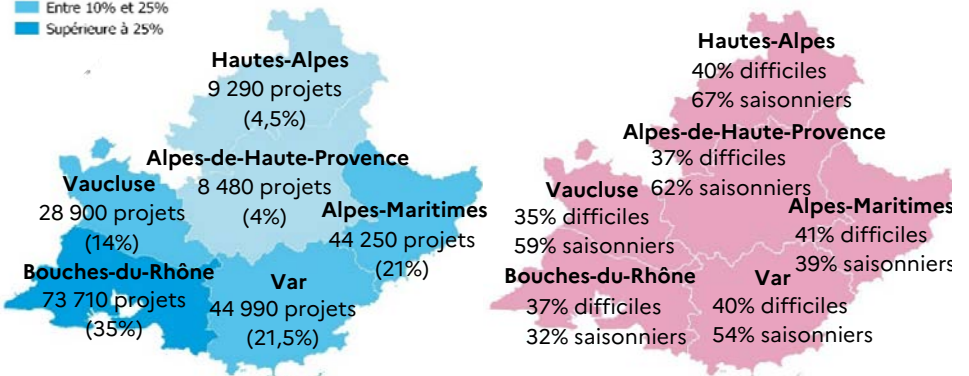 Entre 10% et 25%
Supérieure à 25%
Hautes-Alpes
9 290 projets
(4,5%)
Alpes-de-Haute-Provence
8 480 projets
(4%)
Vaucluse
28 900 projets
(14%)
Alpes-Maritimes
44 250 projets
(21%)
Bouches-du-Rhône
73 710 projets
(35%)
Var
44 990 projets
(21,5%)
Hautes-Alpes
40% difficiles
67% saisonniers
Alpes-de-Haute-Provence
37% difficiles
62% saisonniers
Vaucluse
35% difficiles
59% saisonniers
Alpes-Maritimes
41% difficiles
39% saisonniers
Bouches-du-Rhône
37% difficiles
32% saisonniers
Var
40% difficiles
54% saisonniers